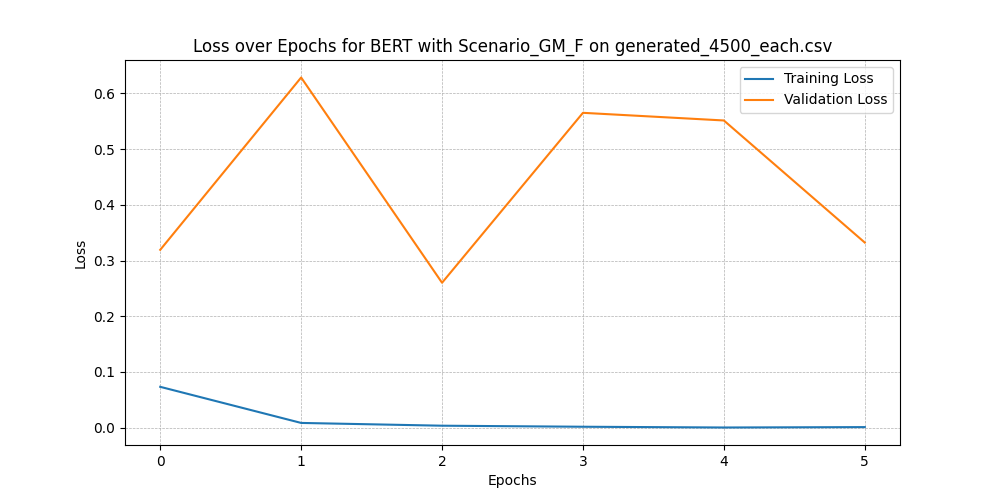 Loss over Epochs for BERT with Scenario_GM_F on generated_4500_each.csv
Training Loss
Validation Loss
Loss
0.6
0.5
0.4
0.3
0.2
0.1
0.0
0 1 2 3 4 5
Epochs